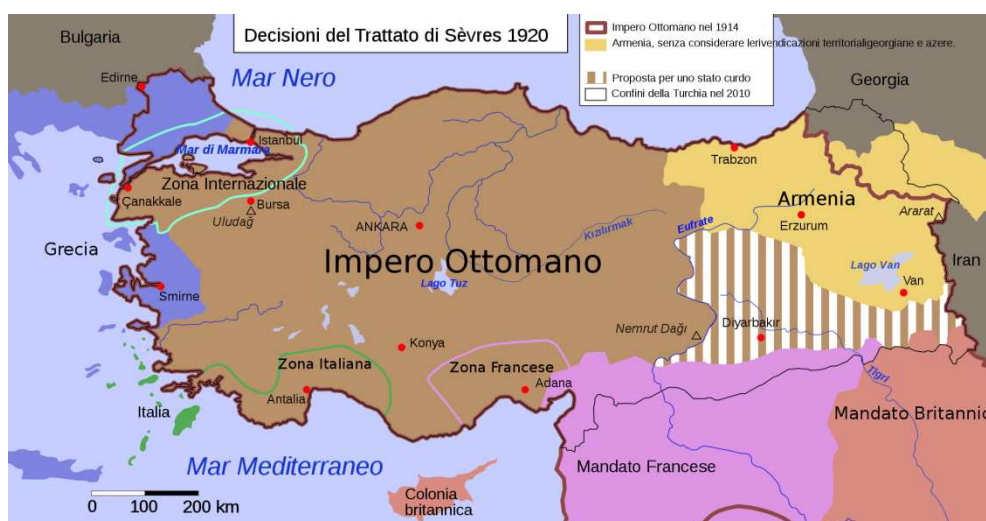 Decisioni del Trattato di Sèvres 1920
Impero Ottomano nel 1914
Armenia, senza considerare lerivendicazioni territorialigeorgiane e azere.
Proposta per uno stato curdo
Confini della Turchia nel 2010
Bulgaria
Edirne
Mar Nero
Georgia
Istanbul
Mar di Marmara
Trabzon
Zona Internazionale
Çanakkale
Bursa
Uludağ
ANKARA
Kızılırmak
Eufrate
Armenia
Erzurum
Ararat
Grecia
Impero Ottomano
Lago Tuz
Lago Van
Iran
Smirne
Van
Nemrut Dağı
Diyarbakır
Konya
Zona Italiana
Zona Francese
Tigri
Antalia
Adana
Italia
Mandato Britannic
Mar Mediterraneo
Mandato Francese
0 100 200 km
Colonia
britannica